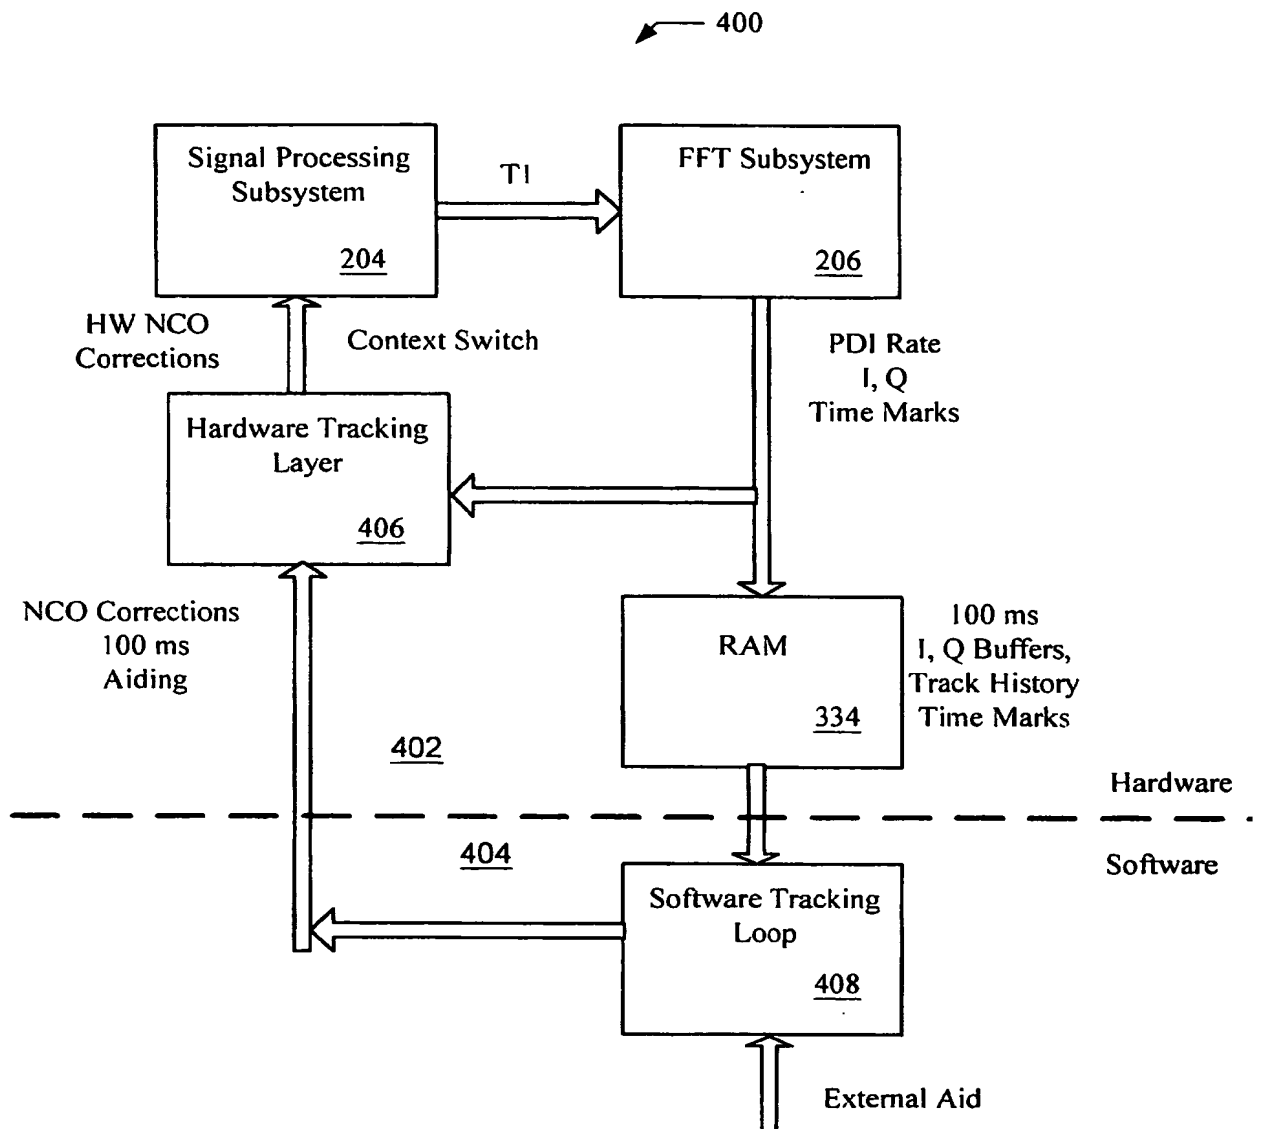 400
Signal Processing
Subsystem
204
T1
FFT Subsystem
206
HW NCO
Corrections
Context Switch
PDI Rate
I, Q
Time Marks
Hardware Tracking
Layer
406
NCO Corrections
100 ms
Aiding
RAM
334
100 ms
I, Q Buffers,
Track History
Time Marks
402
Hardware
404
Software
Software Tracking
Loop
408
External Aid